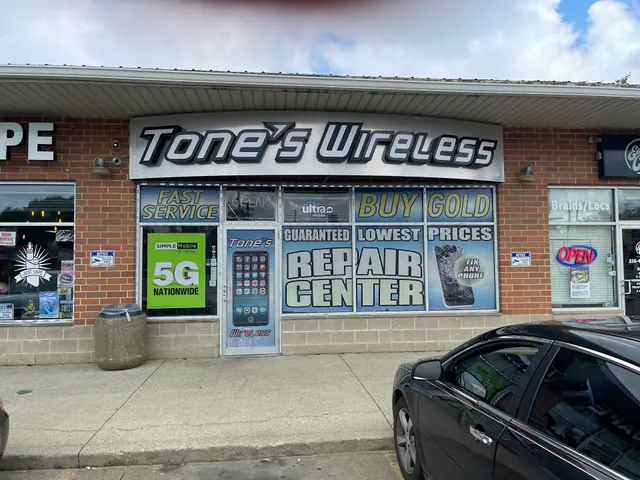 PE
TONE'S WIRELESS
FAST
SERVICE
OPEN
ultra
BUY GOLD
SIMPLE Mobile
5G
NATIONWIDE
TONE'S
WIRELESS
GUARANTEED LOWEST PRICES
REPAIR
CENTER
FIX
ANY
PHONE
Braids/Locs
OPEN